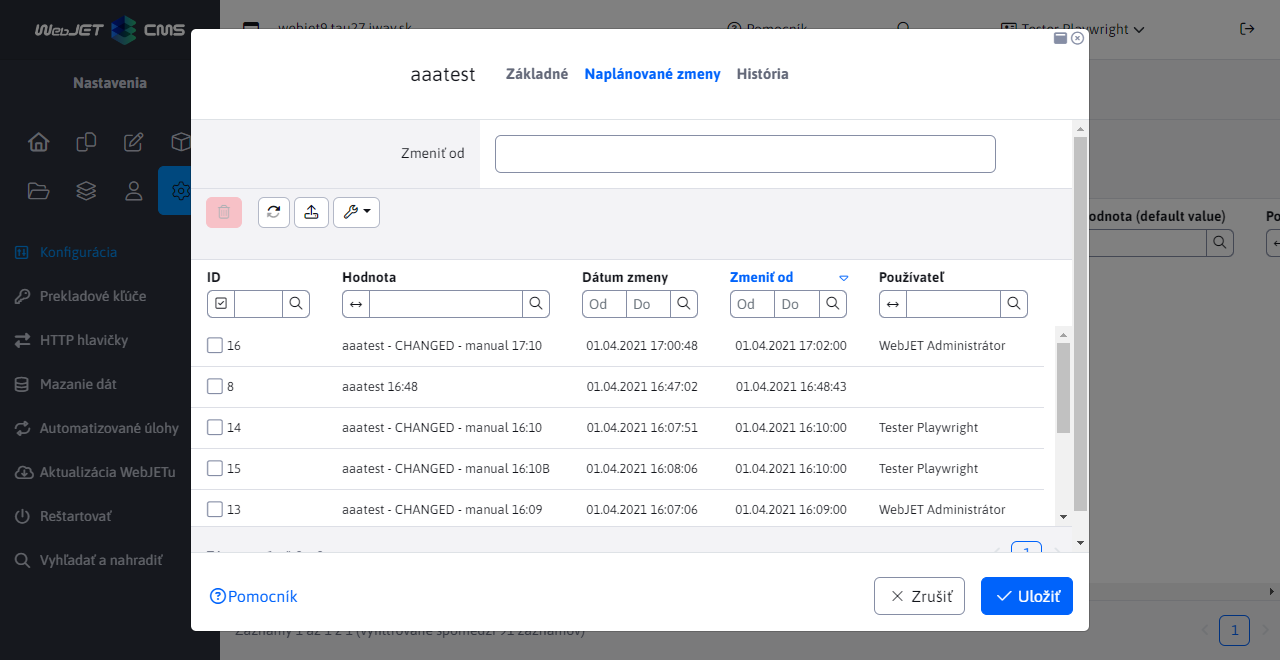 WebJET CMS
webjet9.tau27.iway.sk
Pomocník
Tester Playwright
Nastavenia
Konfigurácia
Prekladové kľúče
HTTP hlavičky
Mazanie dát
Automatizované úlohy
Aktualizácia WebJETu
Reštartovať
Vyhľadať a nahradiť
aaatest Základné Naplánované zmeny História
Zmeniť od
ID Hodnota Dátum zmeny Zmeniť od Používateľ
Od Do Od Do
16 aaatest - CHANGED - manual 17:10 01.04.2021 17:00:48 01.04.2021 17:02:00 WebJET Administrátor
8 aaatest 16:48 01.04.2021 16:47:02 01.04.2021 16:48:43
14 aaatest - CHANGED - manual 16:10 01.04.2021 16:07:51 01.04.2021 16:10:00 Tester Playwright
15 aaatest - CHANGED - manual 16:10B 01.04.2021 16:08:06 01.04.2021 16:10:00 Tester Playwright
13 aaatest - CHANGED - manual 16:09 01.04.2021 16:07:06 01.04.2021 16:09:00 WebJET Administrátor
1
Pomocník Zrušiť Uložiť
odnota (default value) Po
Záznamy 1 až 1 z 1 (vyfiltrované spomedzi 91 záznamov)
1